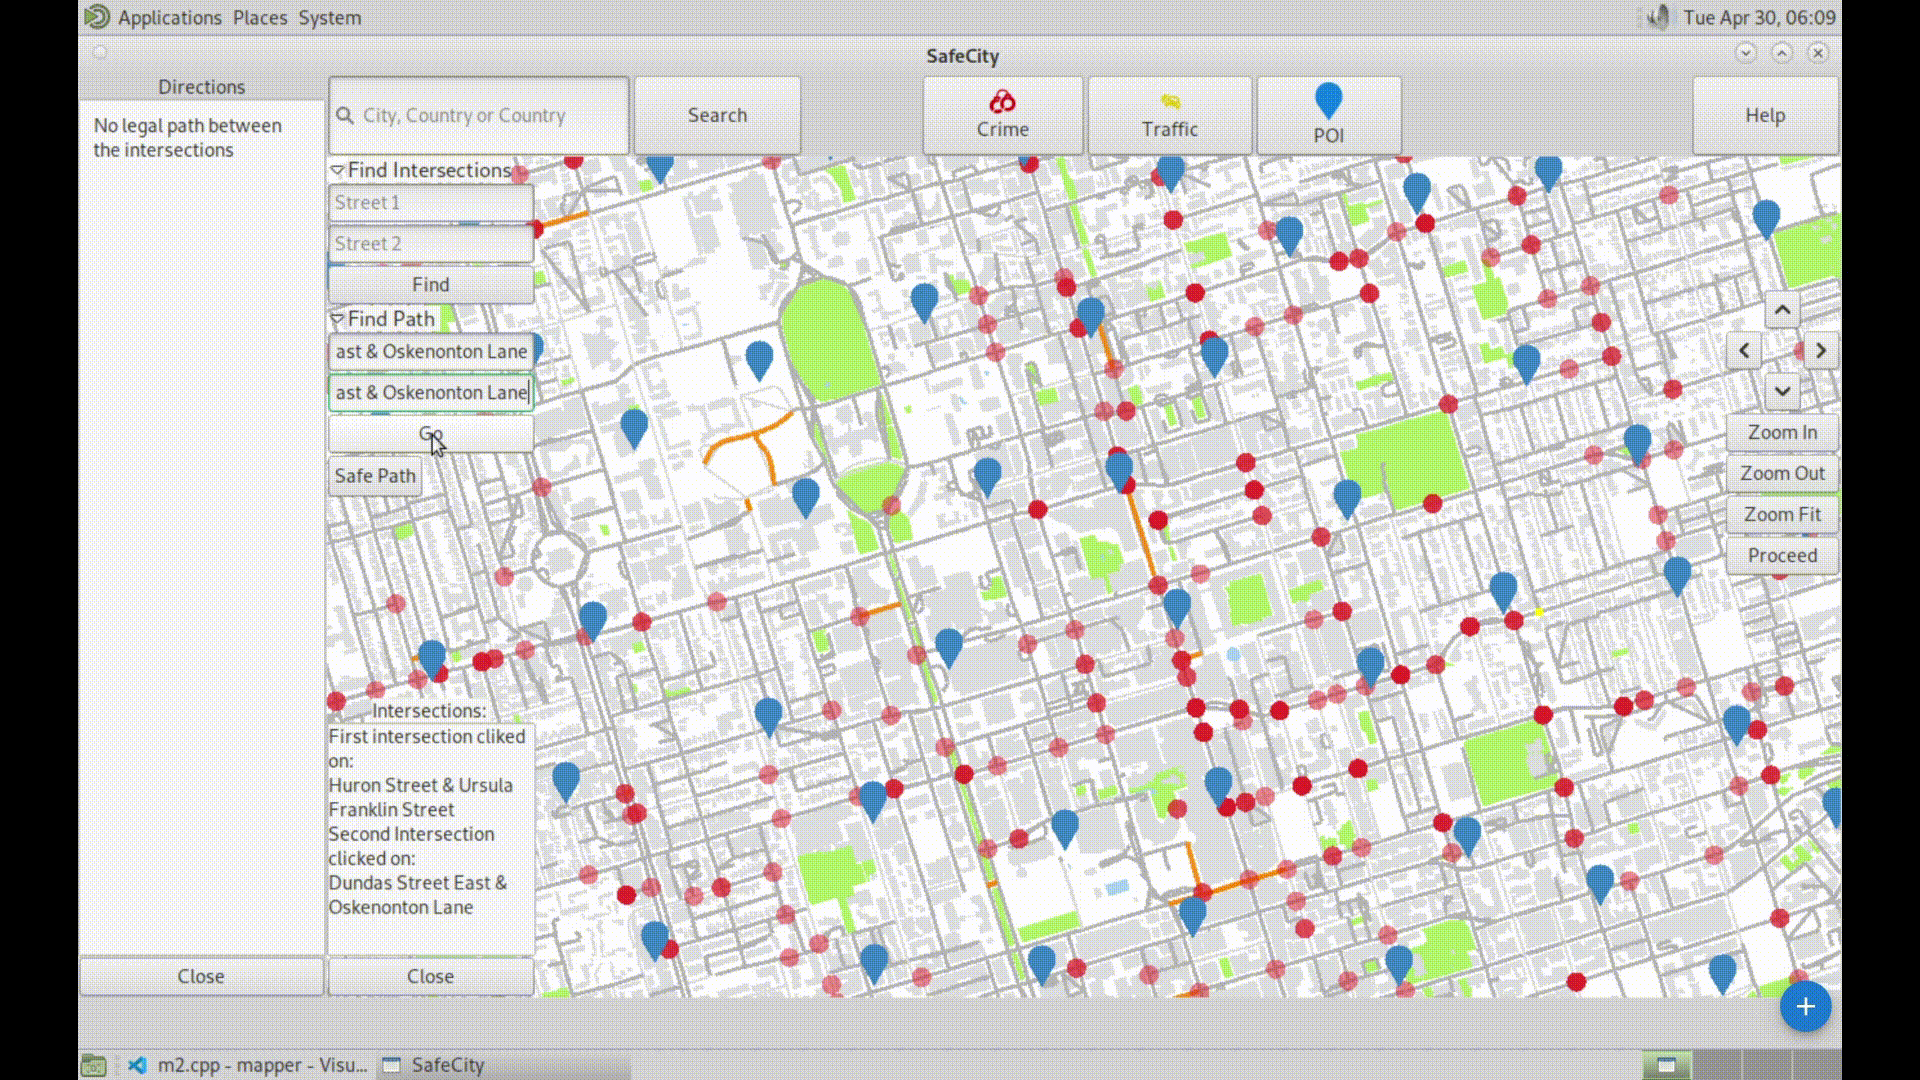 Applications Places System
Tue Apr 30, 06:09
SafeCity
Directions
No legal path between
the intersections
City, Country or Country
Search
Crime
Traffic
POI
Help
Find Intersections
Street 1
Street 2
Find
Find Path
ast & Oskenonton Lane
ast & Oskenonton Lane
Go
Safe Path
Zoom In
Zoom Out
Zoom Fit
Proceed
Intersections:
First intersection cliked
on:
Huron Street & Ursula
Franklin Street
Second Intersection
clicked on:
Dundas Street East &
Oskenonton Lane
Close
Close
+
m2.cpp - mapper - Visu...
SafeCity